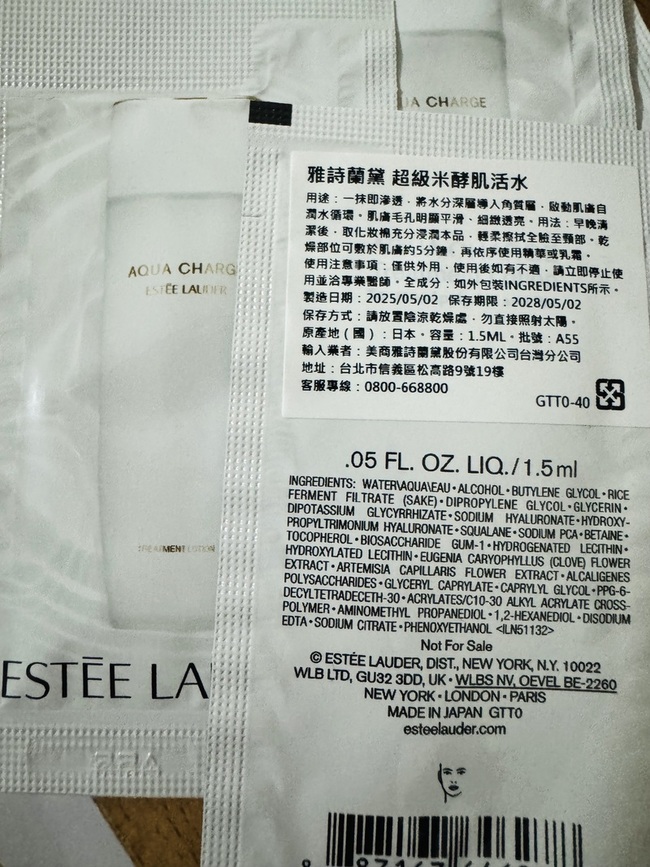 UA CHARGE
AQUA CHARG
ESTĒE LAUDER
TREATMENT LOTION
ESTĒE LA
A55
雅詩蘭黛 超級米酵肌活水
用途：一抹即滲透，將水分深層導入角質層，啟動肌膚自
潤水循環。肌膚毛孔明顯平滑、細緻透亮。用法：早晚清
潔後，取化妝棉充分浸潤本品，輕柔擦拭全臉至頸部。乾
燥部位可敷於肌膚約5分鐘，再依序使用精華或乳霜。
使用注意事項：僅供外用，使用後如有不適，請立即停止使
用並洽專業醫師。全成分：如外包裝INGREDIENTS所示。
製造日期：2025/05/02 保存期限：2028/05/02
保存方式：請放置陰涼乾燥處，勿直接照射太陽。
原產地（國）：日本。容量：1.5ML。批號：A55
輸入業者：美商雅詩蘭黛股份有限公司台灣分公司
地址：台北市信義區松高路9號19樓
客服專線：0800-668800
GTT0-40
.05 FL. OZ. LIQ./1.5ml
INGREDIENTS: WATER\AQUA\EAU•ALCOHOL•BUTYLENE GLYCOL•RICE
FERMENT FILTRATE (SAKE)•DIPROPYLENE GLYCOL•GLYCERIN•
DIPOTASSIUM GLYCYRRHIZATE•SODIUM HYALURONATE•HYDROXY-
PROPYLTRIMONIUM HYALURONATE•SQUALANE•SODIUM PCA•BETAINE•
TOCOPHEROL•BIOSACCHARIDE GUM-1•HYDROGENATED LECITHIN•
HYDROXYLATED LECITHIN•EUGENIA CARYOPHYLLUS (CLOVE) FLOWER
EXTRACT•ARTEMISIA CAPILLARIS FLOWER EXTRACT•ALCALIGENES
POLYSACCHARIDES•GLYCERYL CAPRYLATE•CAPRYLYL GLYCOL•PPG-6-
DECYLTETRADECETH-30•ACRYLATES/C10-30 ALKYL ACRYLATE CROSS-
POLYMER•AMINOMETHYL PROPANEDIOL•1,2-HEXANEDIOL•DISODIUM
EDTA•SODIUM CITRATE•PHENOXYETHANOL <ILN51132>
Not For Sale
© ESTÉE LAUDER, DIST., NEW YORK, N.Y. 10022
WLB LTD, GU32 3DD, UK•WLBS NV, OEVEL BE-2260
NEW YORK•LONDON•PARIS
MADE IN JAPAN GTT0
esteelauder.com